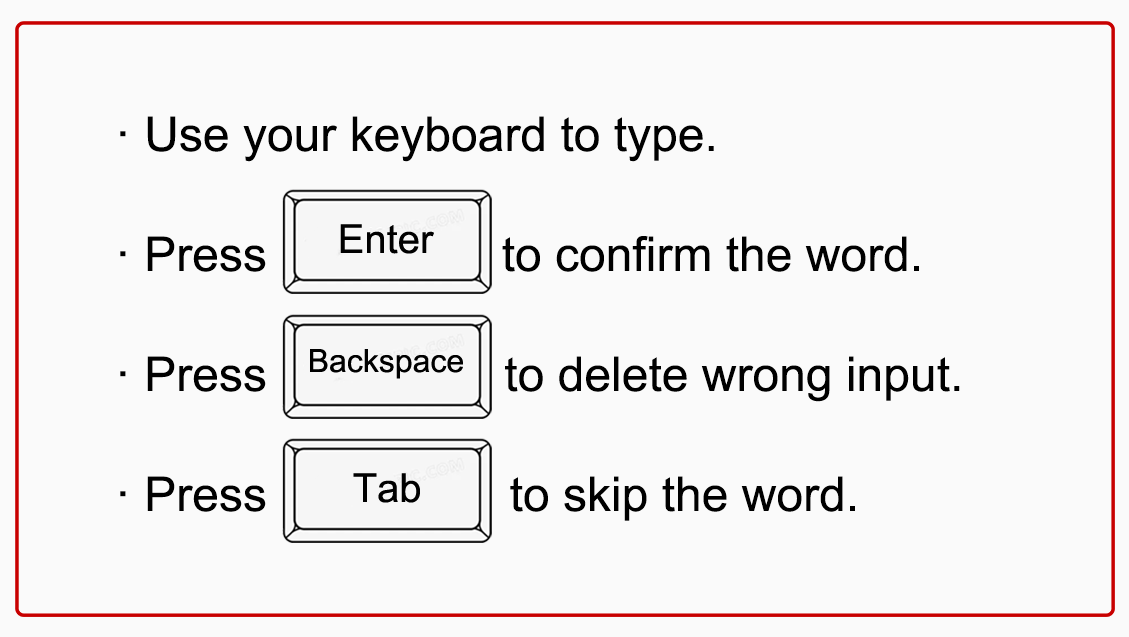 · Use your keyboard to type.
· Press Enter to confirm the word.
· Press Backspace to delete wrong input.
· Press Tab to skip the word.